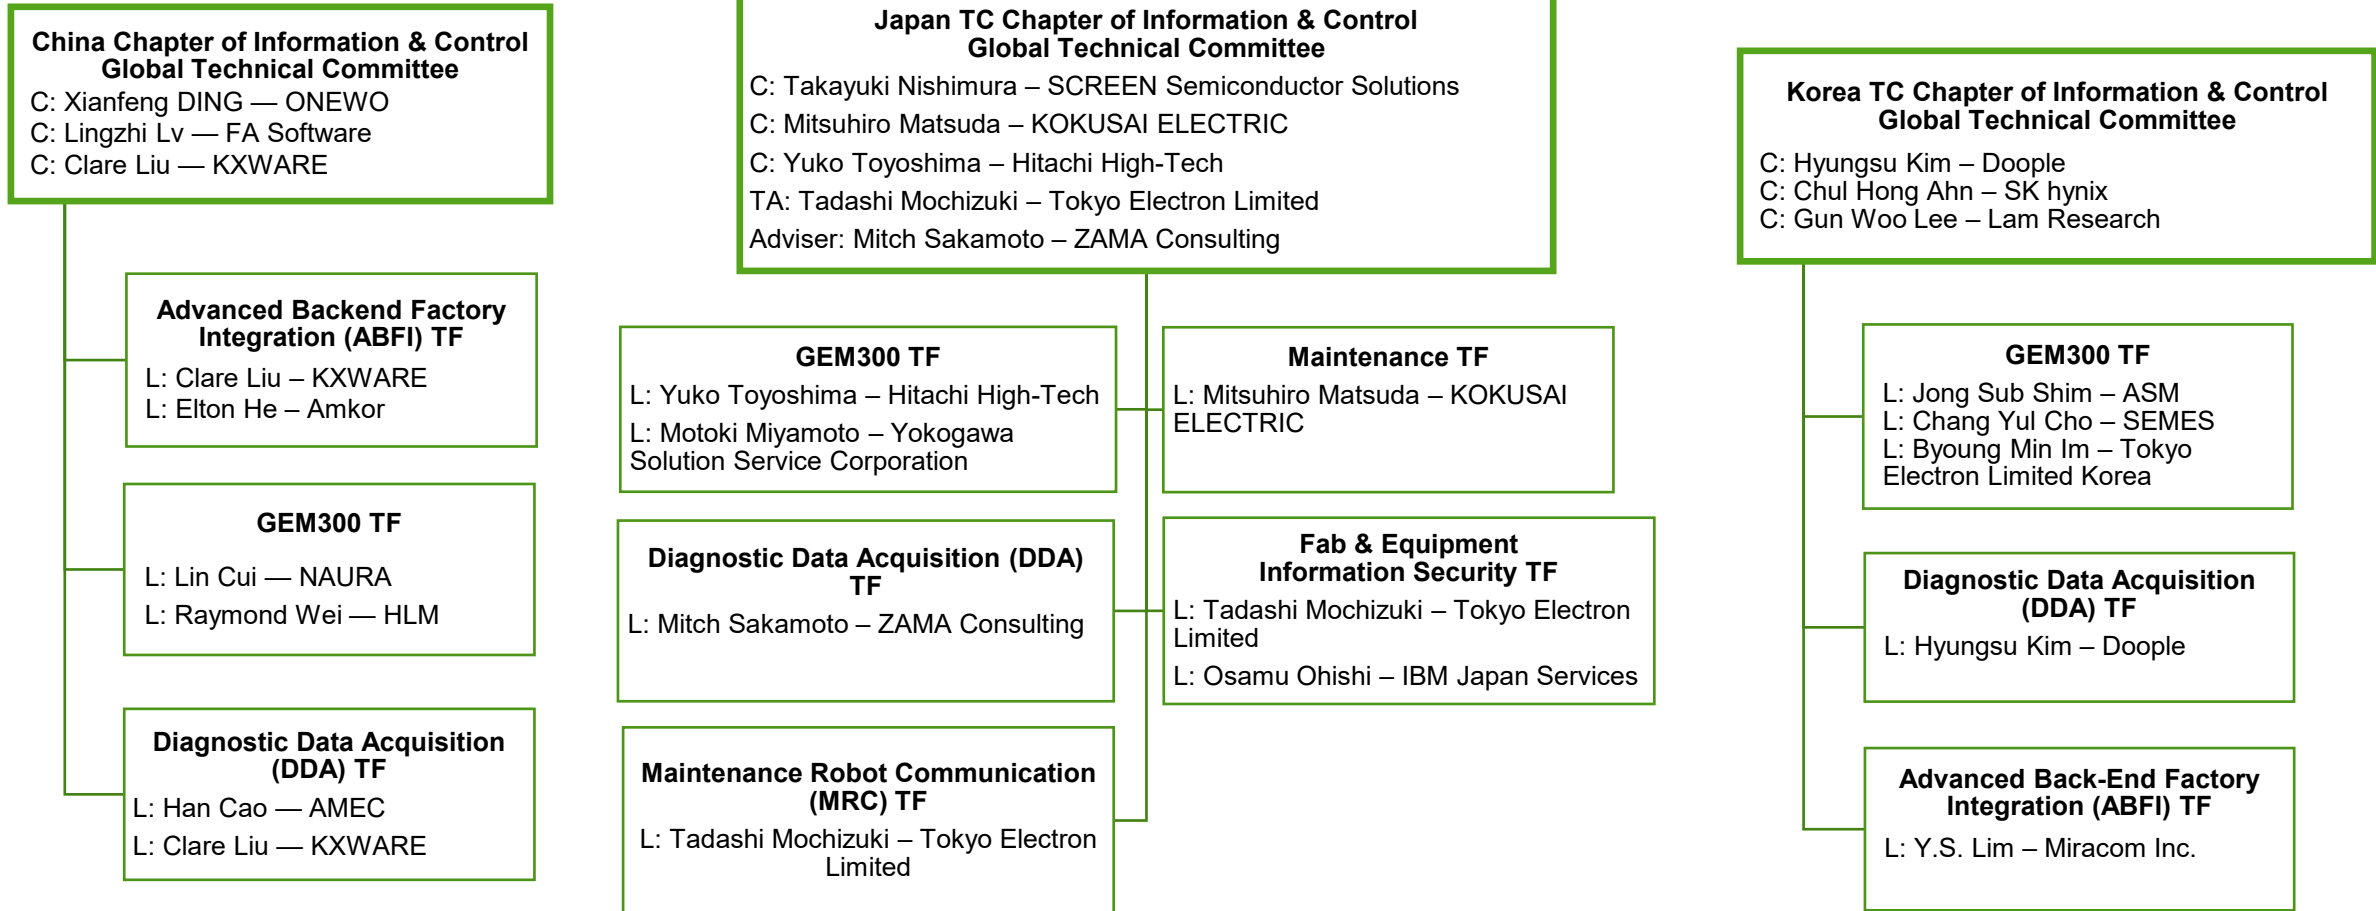 China Chapter of Information & Control
Global Technical Committee
C: Xianfeng DING — ONEWO
C: Lingzhi Lv — FA Software
C: Clare Liu — KXWARE
Advanced Backend Factory
Integration (ABFI) TF
L: Clare Liu – KXWARE
L: Elton He – Amkor
GEM300 TF
L: Lin Cui — NAURA
L: Raymond Wei — HLM
Diagnostic Data Acquisition
(DDA) TF
L: Han Cao — AMEC
L: Clare Liu — KXWARE
Japan TC Chapter of Information & Control
Global Technical Committee
C: Takayuki Nishimura – SCREEN Semiconductor Solutions
C: Mitsuhiro Matsuda – KOKUSAI ELECTRIC
C: Yuko Toyoshima – Hitachi High-Tech
TA: Tadashi Mochizuki – Tokyo Electron Limited
Adviser: Mitch Sakamoto – ZAMA Consulting
GEM300 TF
L: Yuko Toyoshima – Hitachi High-Tech
L: Motoki Miyamoto – Yokogawa
Solution Service Corporation
Maintenance TF
L: Mitsuhiro Matsuda – KOKUSAI
ELECTRIC
Diagnostic Data Acquisition (DDA)
TF
L: Mitch Sakamoto – ZAMA Consulting
Fab & Equipment
Information Security TF
L: Tadashi Mochizuki – Tokyo Electron
Limited
L: Osamu Ohishi – IBM Japan Services
Maintenance Robot Communication
(MRC) TF
L: Tadashi Mochizuki – Tokyo Electron
Limited
Korea TC Chapter of Information & Control
Global Technical Committee
C: Hyungsu Kim – Doople
C: Chul Hong Ahn – SK hynix
C: Gun Woo Lee – Lam Research
GEM300 TF
L: Jong Sub Shim – ASM
L: Chang Yul Cho – SEMES
L: Byoung Min Im – Tokyo
Electron Limited Korea
Diagnostic Data Acquisition
(DDA) TF
L: Hyungsu Kim – Doople
Advanced Back-End Factory
Integration (ABFI) TF
L: Y.S. Lim – Miracom Inc.